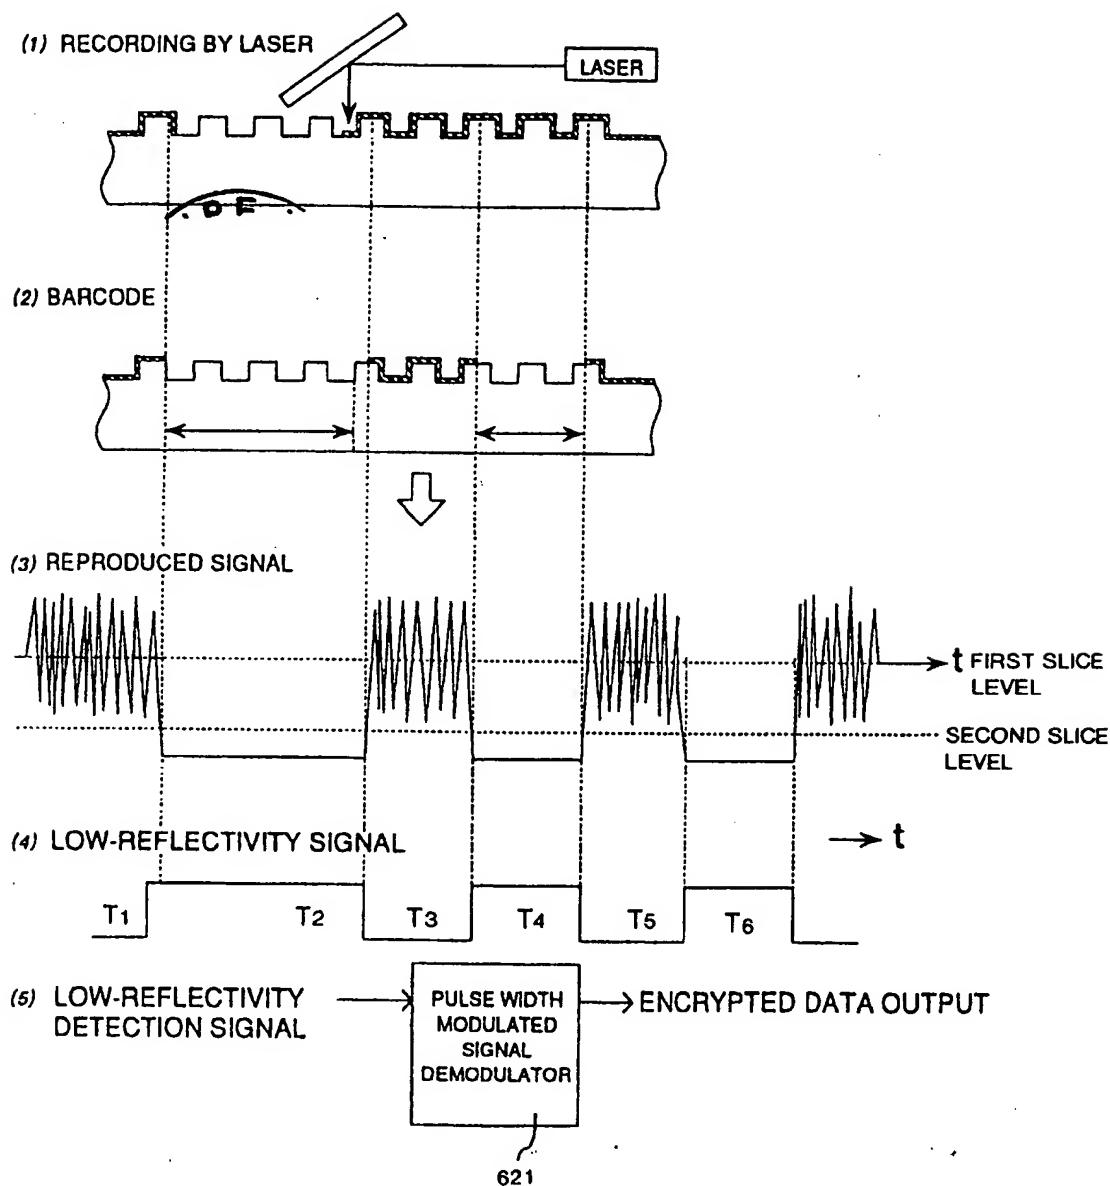 (1) RECORDING BY LASER
LASER
(2) BARCODE
(3) REPRODUCED SIGNAL
t FIRST SLICE
LEVEL
SECOND SLICE
LEVEL
(4) LOW-REFLECTIVITY SIGNAL
t
T1 T2 T3 T4 T5 T6
(5) LOW-REFLECTIVITY
DETECTION SIGNAL
PULSE WIDTH
MODULATED
SIGNAL
DEMODULATOR
ENCRYPTED DATA OUTPUT
621